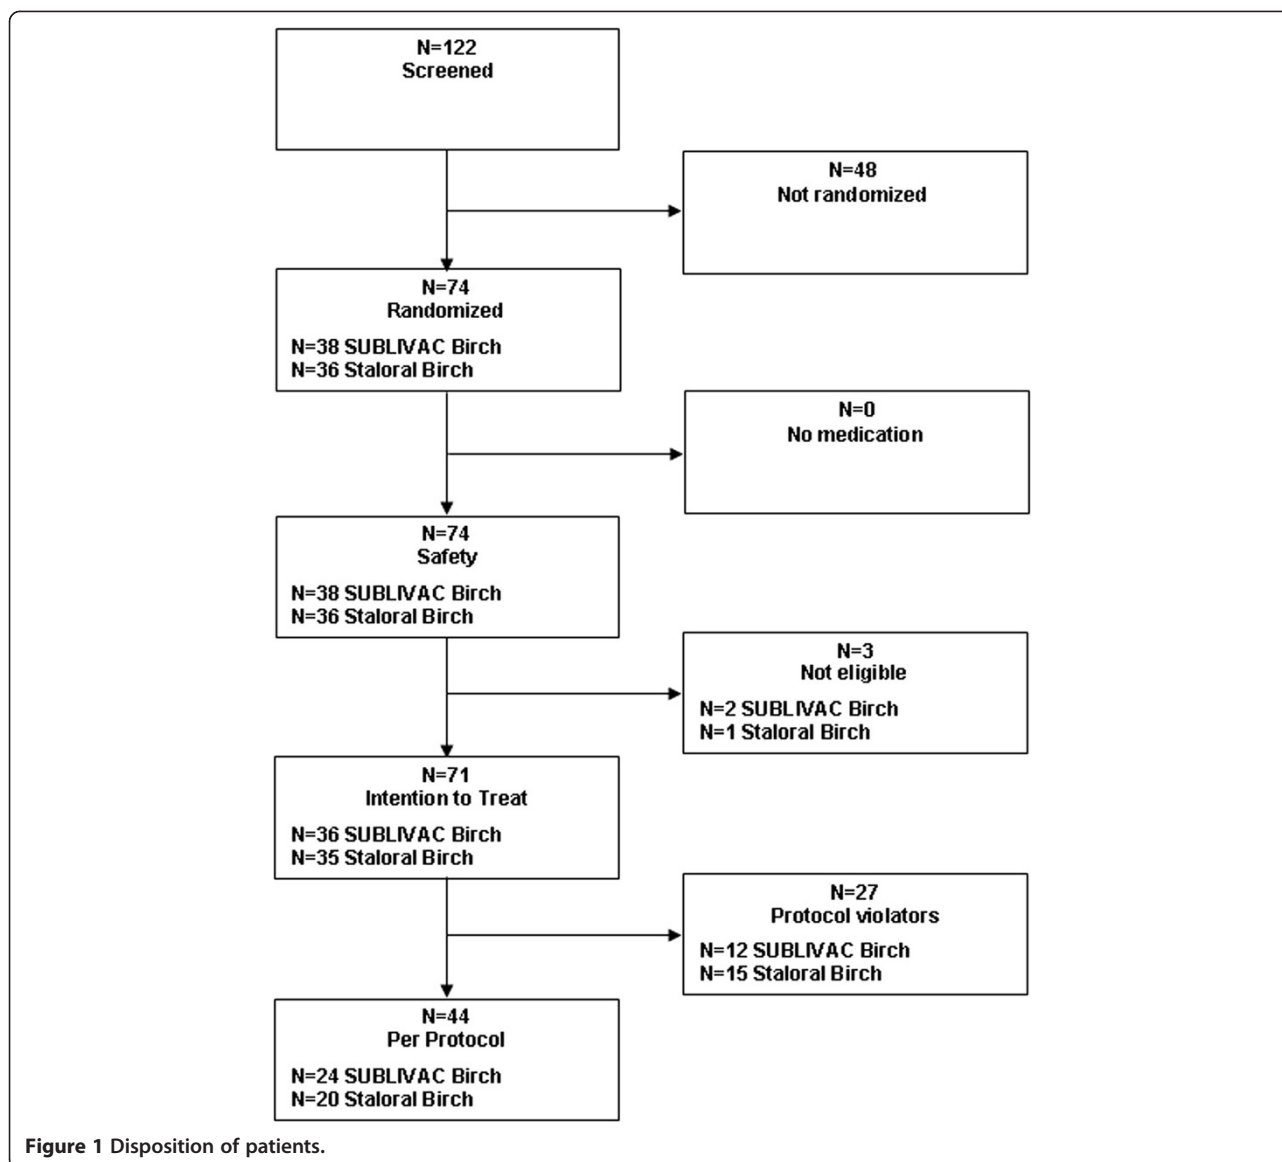 N=122
Screened
N=48
Not randomized
N=74
Randomized
N=38 SUBLIVAC Birch
N=36 Staloral Birch
N=0
No medication
N=74
Safety
N=38 SUBLIVAC Birch
N=36 Staloral Birch
N=3
Not eligible
N=2 SUBLIVAC Birch
N=1 Staloral Birch
N=71
Intention to Treat
N=36 SUBLIVAC Birch
N=35 Staloral Birch
N=27
Protocol violators
N=12 SUBLIVAC Birch
N=15 Staloral Birch
N=44
Per Protocol
N=24 SUBLIVAC Birch
N=20 Staloral Birch
Figure 1 Disposition of patients.